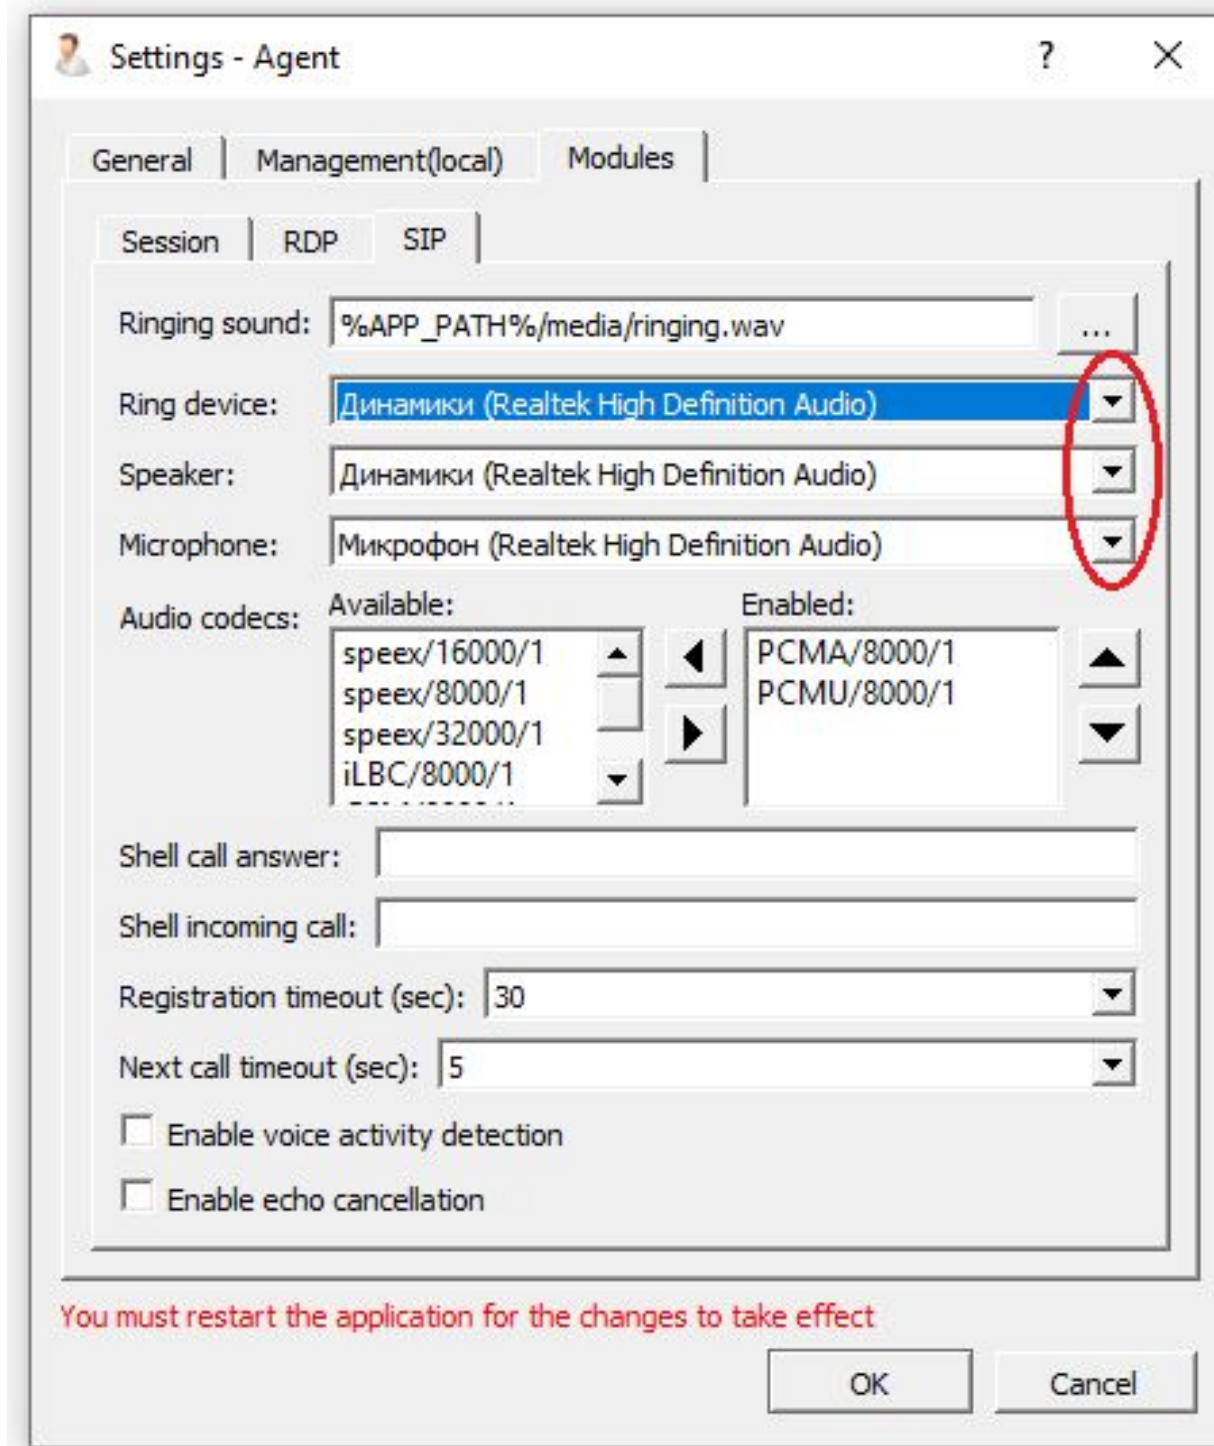 Settings - Agent ?
General Management(local) Modules
Session RDP SIP
Ringing sound: %APP_PATH%/media/ringing.wav ...
Ring device: Динамики (Realtek High Definition Audio)
Speaker: Динамики (Realtek High Definition Audio)
Microphone: Микрофон (Realtek High Definition Audio)
Audio codecs: Available: Enabled:
speex/16000/1 PCMA/8000/1
speex/8000/1 PCMU/8000/1
speex/32000/1
iLBC/8000/1
Shell call answer:
Shell incoming call:
Registration timeout (sec): 30
Next call timeout (sec): 5
Enable voice activity detection
Enable echo cancellation
You must restart the application for the changes to take effect
OK Cancel